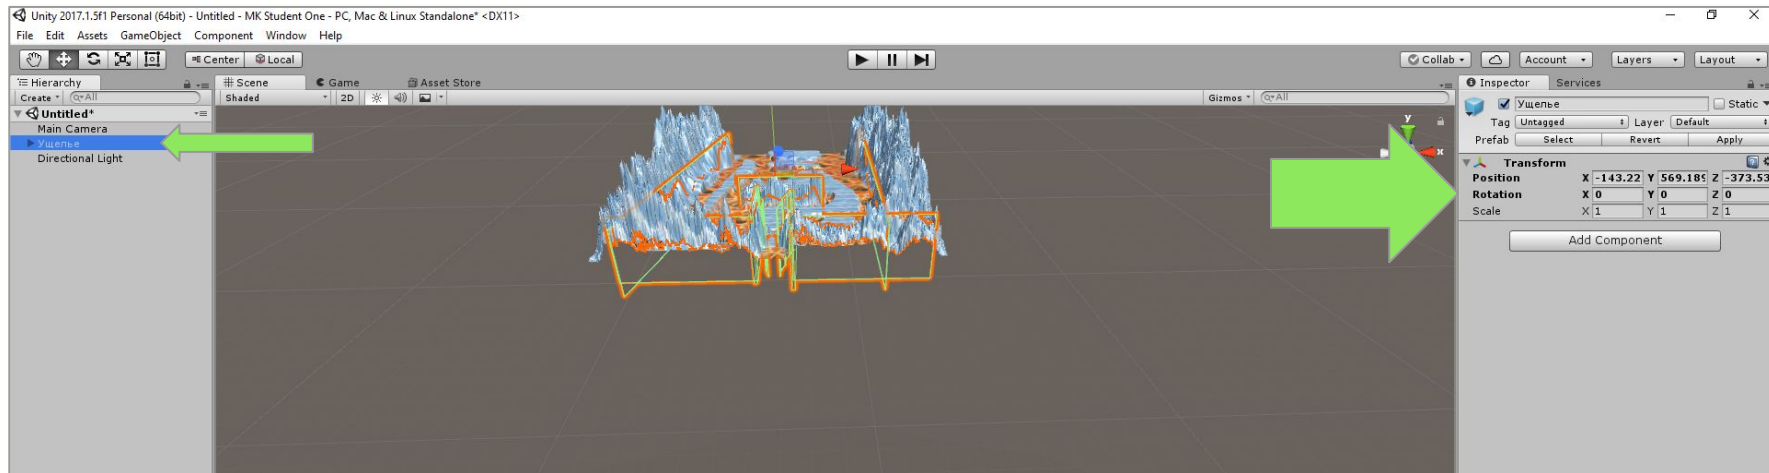 Unity 2017.1.5f1 Personal (64bit) - Untitled - MK Student One - PC, Mac & Linux Standalone* <DX11>
File Edit Assets GameObject Component Window Help
Center Local Collab Account Layers Layout
Hierarchy Scene Game Asset Store Inspector Services
Create All Shaded 2D Gizmos All Ущелье Static
Untitled* Tag Untagged Layer Default
Main Camera Prefab Select Revert Apply
Ущелье
Directional Light
y
x
Transform
Position X -143.22 Y 569.189 Z -373.53
Rotation X 0 Y 0 Z 0
Scale X 1 Y 1 Z 1
Add Component